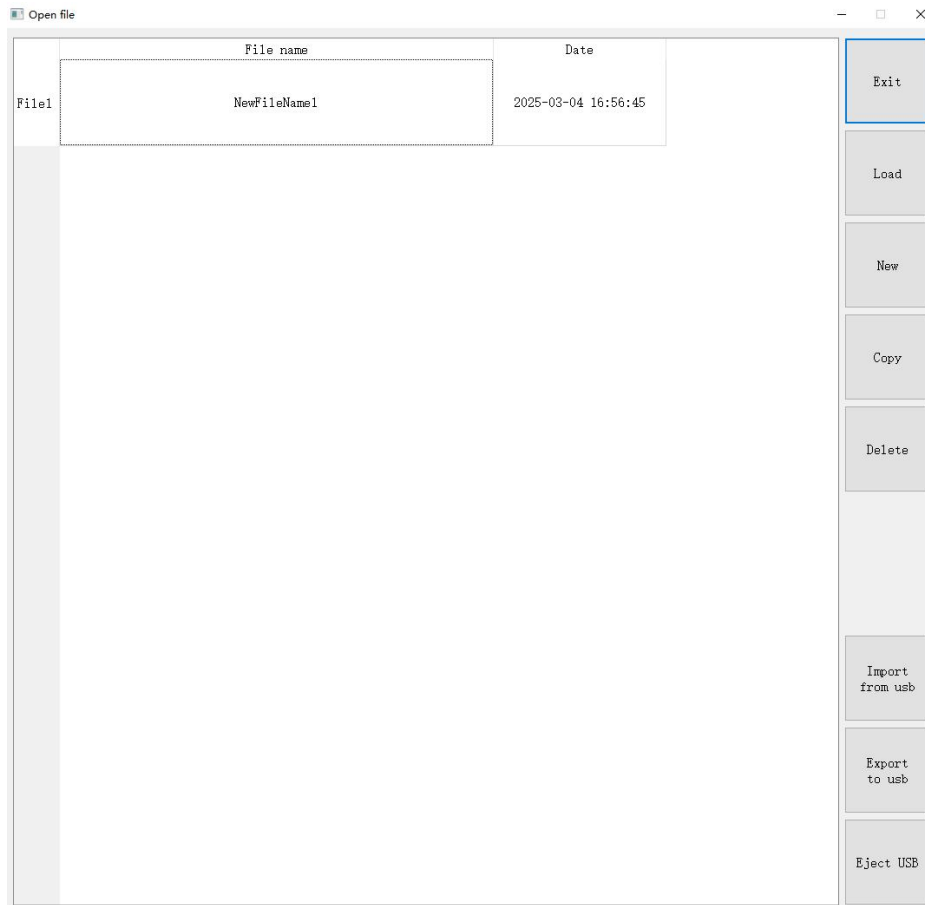 Open file
File name Date
File1 NewFileName1 2025-03-04 16:56:45
Exit
Load
New
Copy
Delete
Import
from usb
Export
to usb
Eject USB